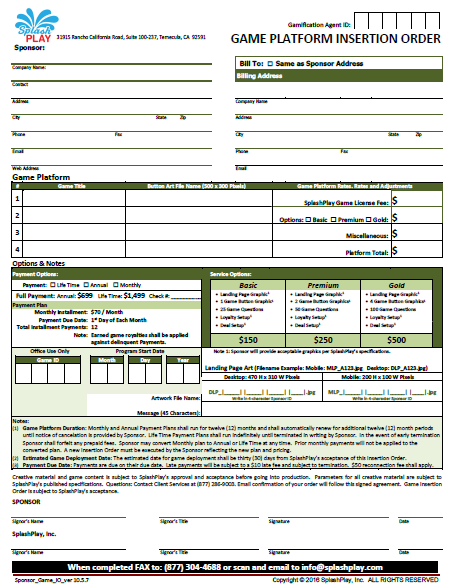 Splash PLAY
Gamification Agent ID:
31915 Rancho California Road, Suite 100-237, Temecula, CA 92591
GAME PLATFORM INSERTION ORDER
Sponsor:
Bill To: □ Same as Sponsor Address
Billing Address
Company Name:
Contact
Address
Company Name:
City State Zip
Address
Phone Fax
City State Zip
Email
Phone Fax
Web Address
Email
Game Platform
# Game Title Button Art File Name (300 x 300 Pixels) Game Platform Rates, Rates and Adjustments
1 SplashPlay Game License Fee: $
2 Options: □ Basic □ Premium □ Gold: $
3 Miscellaneous: $
4 Platform Total: $
Options & Notes
Payment Options: Service Options:
Payment: □ Life Time □ Annual □ Monthly
Full Payment: Annual: $699 Life Time: $1,499 Check #:
Payment Plan
Monthly Installment: $70 / Month
Payment Due Date: 1st Day of Each Month
Total Installment Payments: 12
Note: Earned game royalties shall be applied
against delinquent Payments.
Basic Premium Gold
• Landing Page Graphic • Landing Page Graphic • Landing Page Graphic
• 1 Game Button Graphic • 2 Game Button Graphics • 4 Game Button Graphics
• 25 Game Questions • 50 Game Questions • 100 Game Questions
• Loyalty Setup • Loyalty Setup • Loyalty Setup
• Deal Setup • Deal Setup • Deal Setup
$150 $250 $500
Office Use Only Program Start Date
Game ID Month Day Year
Note 1: Sponsor will provide acceptable graphics per SplashPlay's specifications.
Landing Page Art (Filename Example: Mobile: MLP_A123.jpg Desktop: DLP_A123.jpg)
Desktop: 470 H x 310 W Pixels Mobile: 200 H x 100 W Pixels
DLP_ .jpg MLP_ .jpg
Write in 4-character Sponsor ID Write in 4-character Sponsor ID
Artwork File Name:
Message (45 Characters):
Notes:
(1) Game Platform Duration: Monthly and Annual Payment Plans shall run for twelve (12) months and shall automatically renew for additional twelve (12) month periods
until notice of cancelation is provided by Sponsor. Life Time Payment Plans shall run indefinitely until terminated in writing by Sponsor. In the event of early termination
Sponsor shall forfeit any prepaid fees. Sponsor may convert Monthly plan to Annual or Life Time at any time. Prior monthly payments will not be applied to the
converted plan. A new Insertion Order must be executed by the Sponsor reflecting the new plan and pricing.
(2) Estimated Game Deployment Date: The estimated date for game deployment shall be thirty (30) days from SplashPlay's acceptance of this Insertion Order.
Payment Due Date: Payments are due on their due date. Late payments will be subject to a $10 late fee and subject to termination. $50 reconnection fee shall apply.
Creative material and game content is subject to SplashPlay's approval and acceptance before going into production. Parameters for all creative material are subject to
SplashPlay's published specifications. Questions: Contact Client Services at (877) 286-9003. Email confirmation of your order will follow this signed agreement. Game Insertion
Order is subject to SplashPlay's acceptance.
SPONSOR
Signor's Name Signor's Title Signature Date
SplashPlay, Inc.
Signor's Name Signor's Title Signature Date
When completed FAX to: (877) 304-4688 or scan and email to info@splashplay.com
Sponsor_Game_IO_ver 10.5.7 Copyright © 2016 SplashPlay, Inc. ALL RIGHTS RESERVED